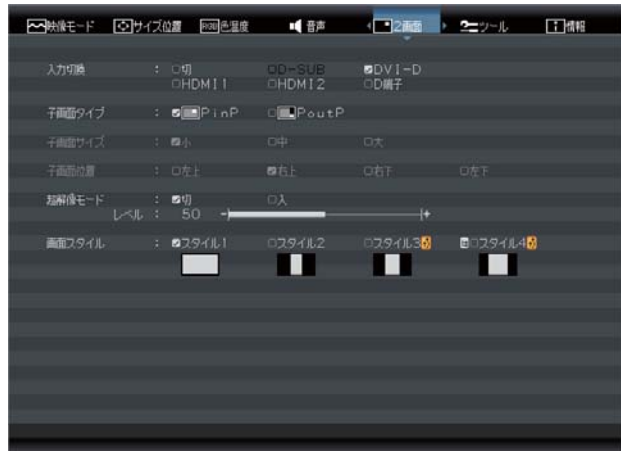 映像モード サイズ位置 RGB色温度 音声 2画面 ツール 情報
入力切換 : □切 □D-SUB ☑DVI-D
□HDMI1 □HDMI2 □D端子
子画面タイプ : ☑PinP □PoutP
子画面サイズ : ☑小 □中 □大
子画面位置 : □左上 ☑右上 □右下 □左下
超解像モード : ☑切 □入
レベル : 50 - +
画面スタイル : ☑スタイル1 □スタイル2 □スタイル3 □スタイル4